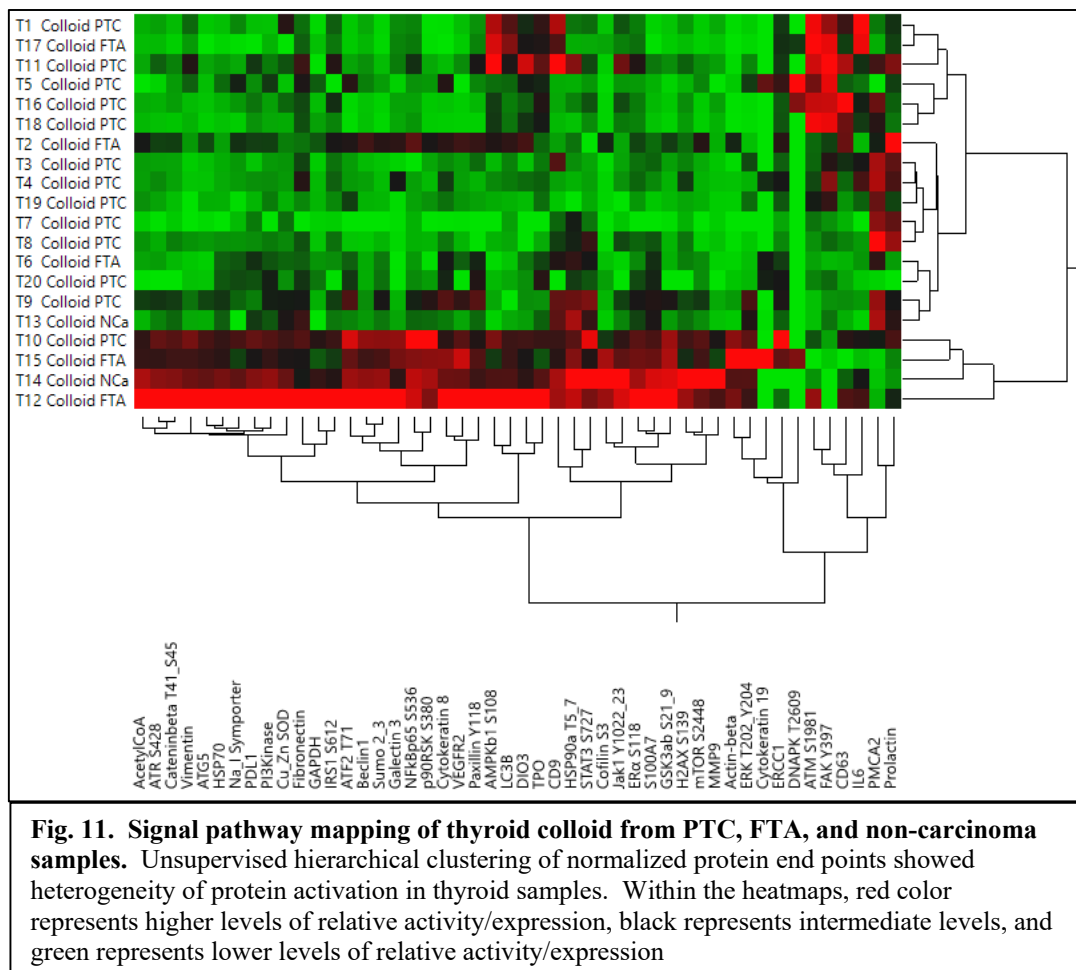 T1 Colloid PTC
T17 Colloid FTA
T11 Colloid PTC
T5 Colloid PTC
T16 Colloid PTC
T18 Colloid PTC
T2 Colloid FTA
T3 Colloid PTC
T4 Colloid PTC
T19 Colloid PTC
T7 Colloid PTC
T8 Colloid PTC
T6 Colloid FTA
T20 Colloid PTC
T9 Colloid PTC
T13 Colloid NCa
T10 Colloid PTC
T15 Colloid FTA
T14 Colloid NCa
T12 Colloid FTA
AcetylCoA
ATR S428
Cateninbeta T41_S45
Vimentin
ATG5
HSP70
Na_I Symporter
PDL1
PI3Kinase
Cu_Zn SOD
Fibronectin
GAPDH
IRS1 S612
ATF2 T71
Beclin1
Sumo 2_3
Galectin 3
NFkBp65 S536
p90RSK S380
Cytokeratin 8
VEGFR2
Paxillin Y118
AMPKb1 S108
LC3B
DIO3
TPO
CD9
HSP90a T5_7
STAT3 S727
Cofilin S3
Jak1 Y1022_23
ERα S118
S100A7
GSK3ab S21_9
H2AX S139
mTOR S2448
MMP9
Actin-beta
ERK T202_Y204
Cytokeratin 19
ERCC1
DNAPK T2609
ATM S1981
FAK Y397
CD63
IL6
PMCA2
Prolactin
Fig. 11. Signal pathway mapping of thyroid colloid from PTC, FTA, and non-carcinoma
samples. Unsupervised hierarchical clustering of normalized protein end points showed
heterogeneity of protein activation in thyroid samples. Within the heatmaps, red color
represents higher levels of relative activity/expression, black represents intermediate levels, and
green represents lower levels of relative activity/expression